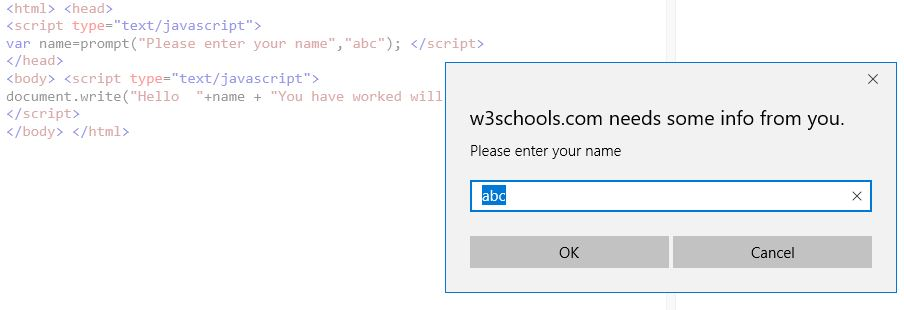 <html> <head>
<script type="text/javascript">
var name=prompt("Please enter your name","abc"); </script>
</head>
<body> <script type="text/javascript">
document.write("Hello  "+name + "You have worked will
</script>
</body> </html>
w3schools.com needs some info from you.
Please enter your name
abc
OK
Cancel